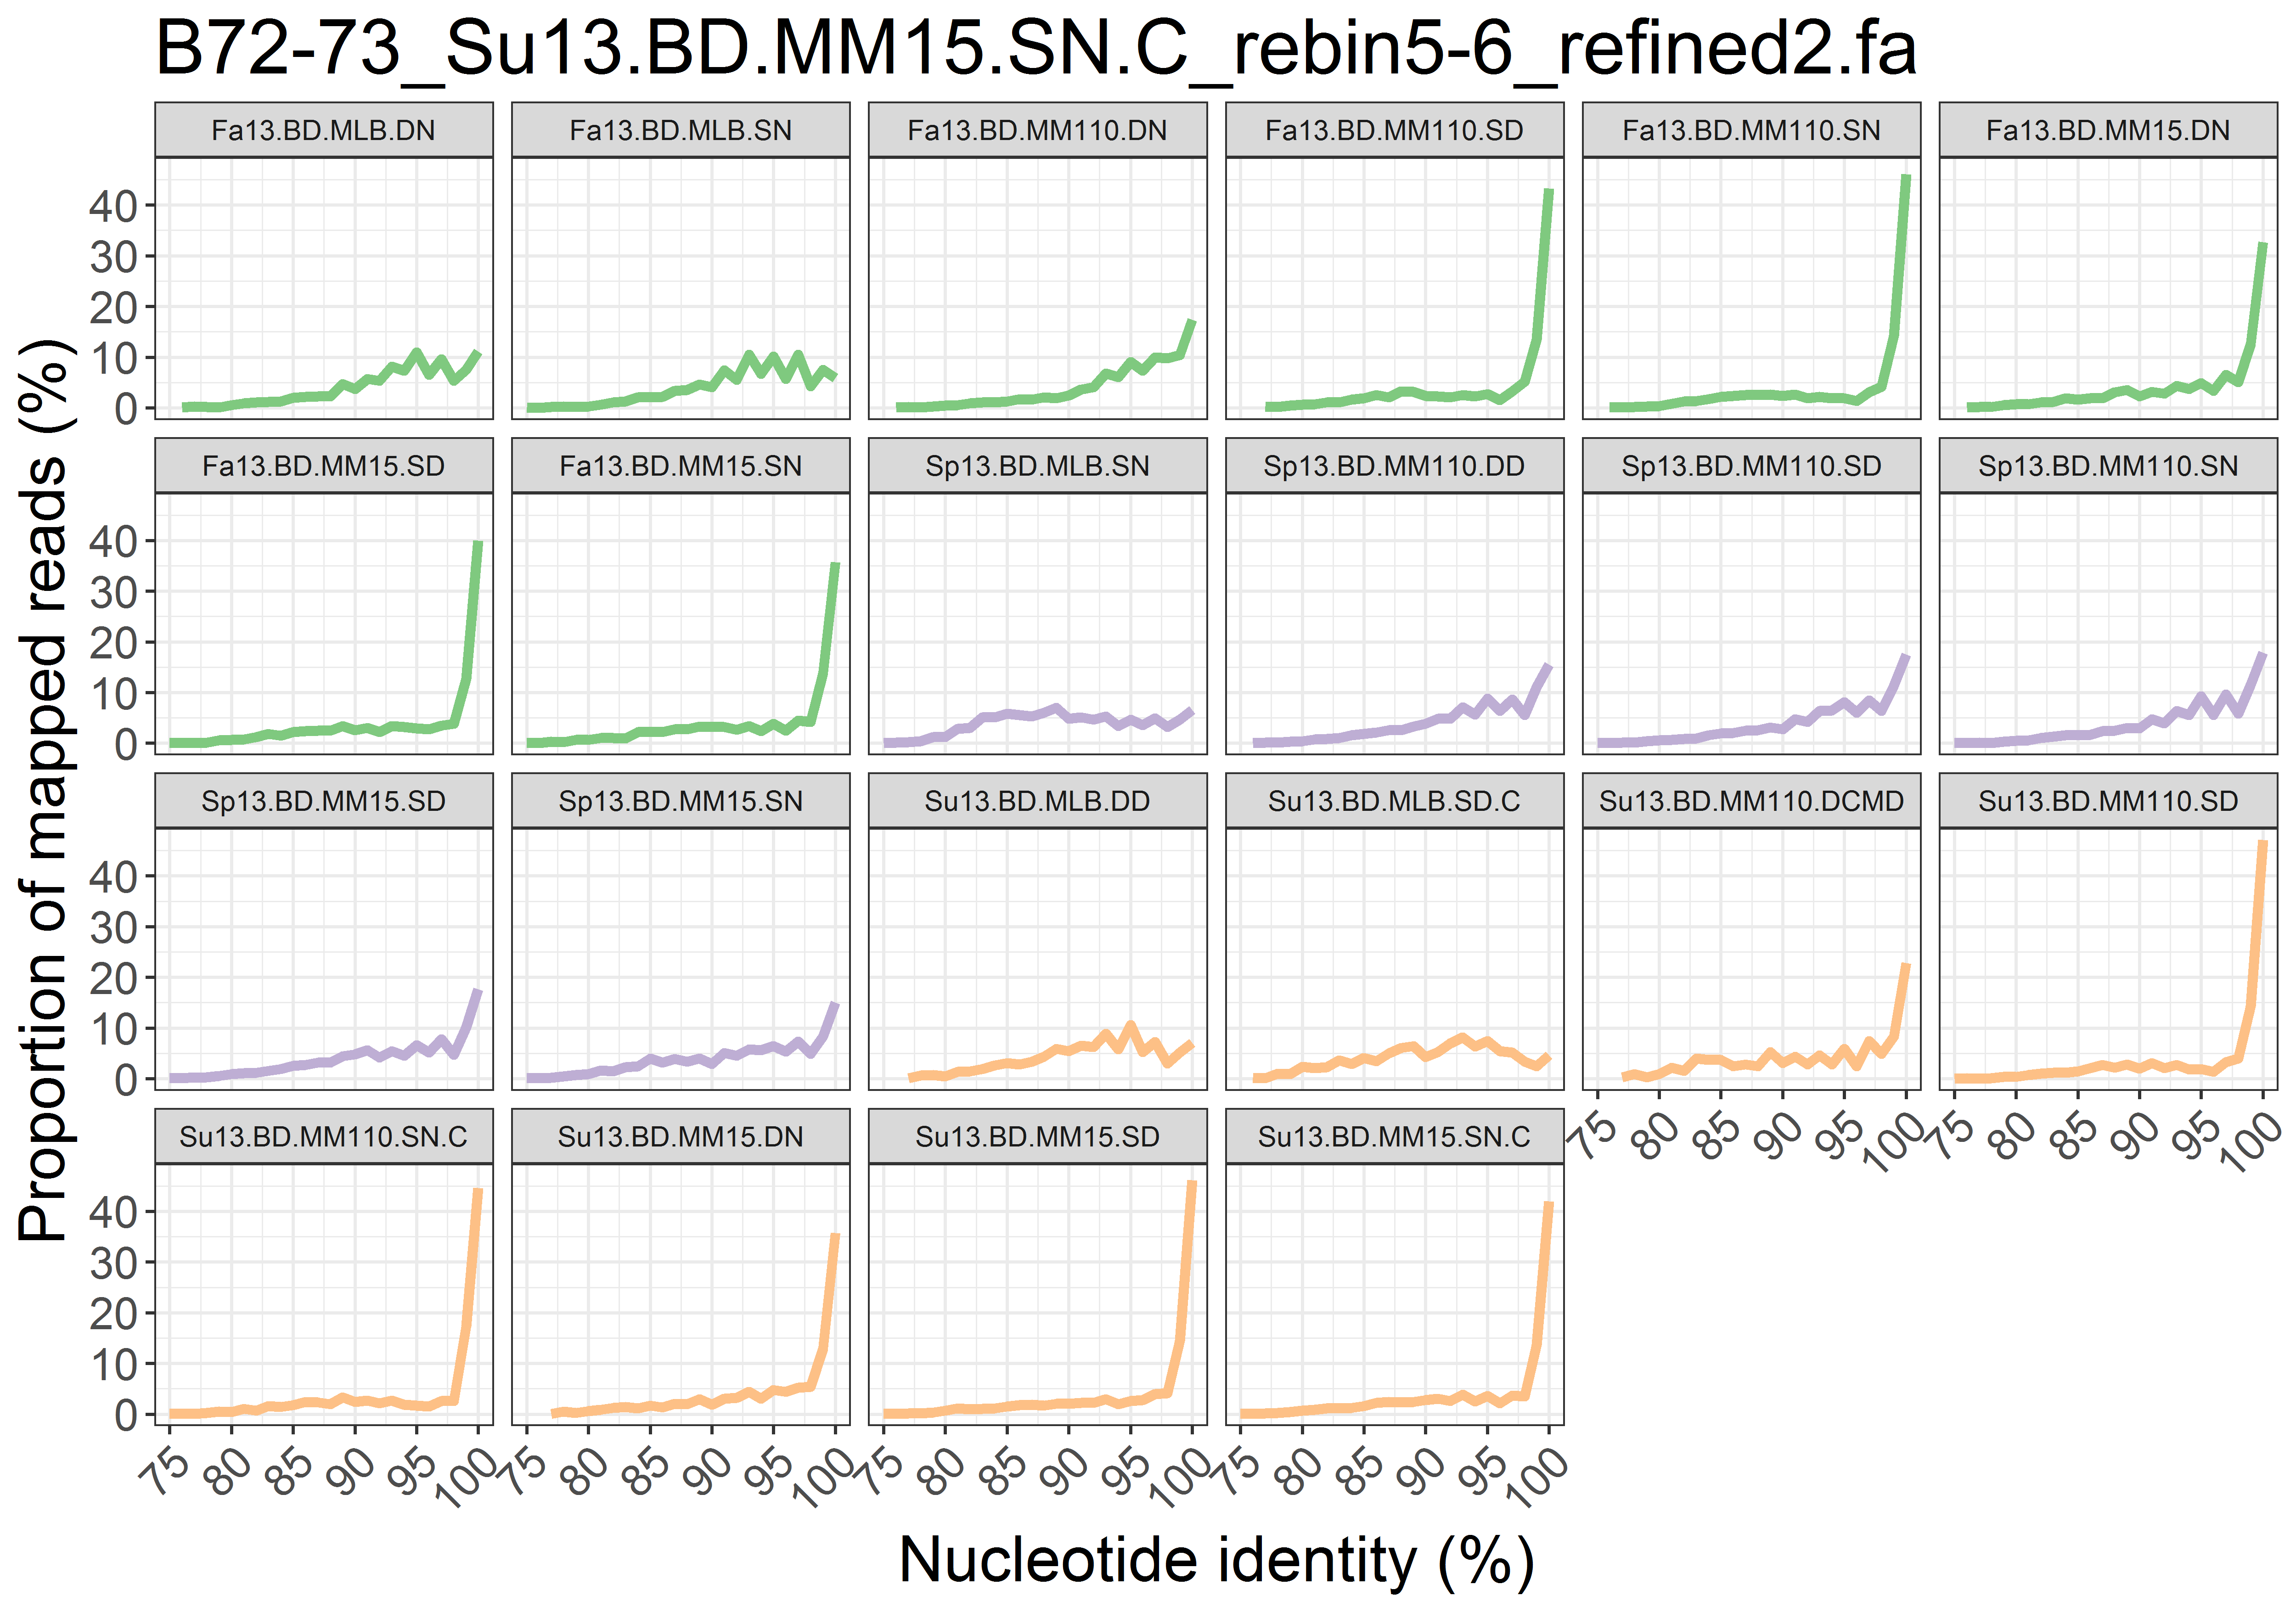 B72-73_Su13.BD.MM15.SN.C_rebin5-6_refined2.fa
Fa13.BD.MLB.DN
Fa13.BD.MLB.SN
Fa13.BD.MM110.DN
Fa13.BD.MM110.SD
Fa13.BD.MM110.SN
Fa13.BD.MM15.DN
40
30
20
10
0
Fa13.BD.MM15.SD
Fa13.BD.MM15.SN
Sp13.BD.MLB.SN
Sp13.BD.MM110.DD
Sp13.BD.MM110.SD
Sp13.BD.MM110.SN
40
30
20
10
0
Sp13.BD.MM15.SD
Sp13.BD.MM15.SN
Su13.BD.MLB.DD
Su13.BD.MLB.SD.C
Su13.BD.MM110.DCMD
Su13.BD.MM110.SD
40
30
20
10
0
75 80 85 90 95 100
75 80 85 90 95 100
Su13.BD.MM110.SN.C
Su13.BD.MM15.DN
Su13.BD.MM15.SD
Su13.BD.MM15.SN.C
40
30
20
10
0
75 80 85 90 95 100
75 80 85 90 95 100
75 80 85 90 95 100
75 80 85 90 95 100
Proportion of mapped reads (%)
Nucleotide identity (%)